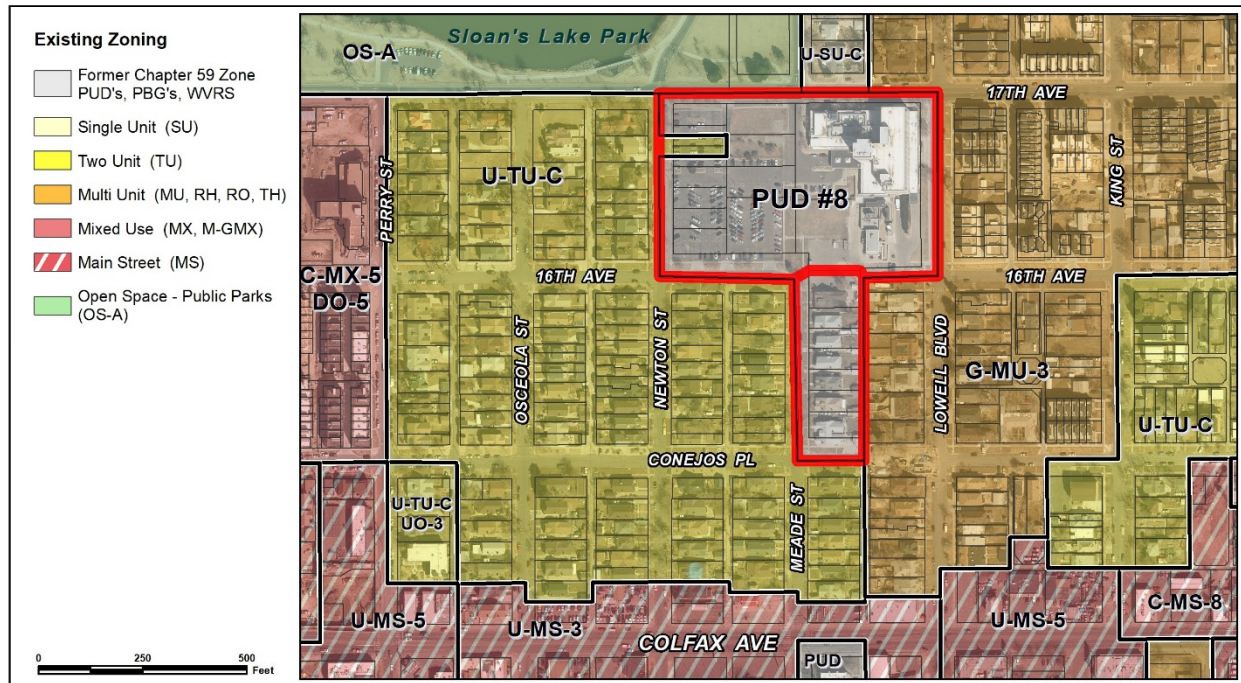 Existing Zoning
Former Chapter 59 Zone
PUD's, PBG's, WVRS
Single Unit (SU)
Two Unit (TU)
Multi Unit (MU, RH, RO, TH)
Mixed Use (MX, M-GMX)
Main Street (MS)
Open Space - Public Parks
(OS-A)
0 250 500
Feet
Sloan's Lake Park
OS-A
U-SU-C
17TH AVE
PERRY ST
U-TU-C
PUD #8
KING ST
C-MX-5
DO-5
16TH AVE
16TH AVE
OSCEOLA ST
NEWTON ST
LOWELL BLVD
G-MU-3
U-TU-C
CONEJOS PL
U-TU-C
UO-3
MEADE ST
U-MS-5
U-MS-3
COLFAX AVE
PUD
U-MS-5
C-MS-8